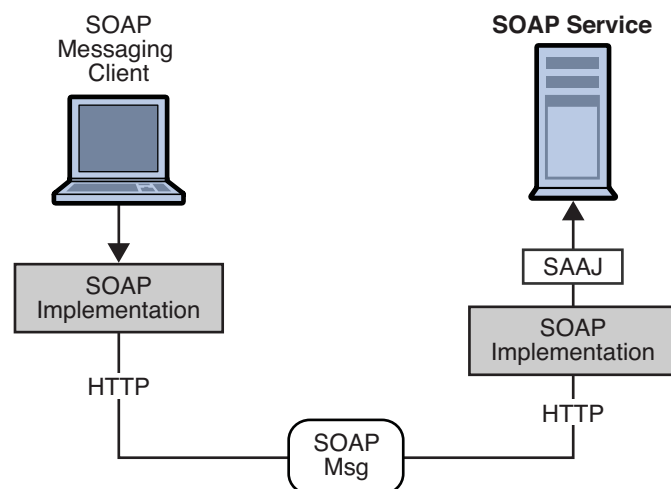 SOAP
Messaging
Client
SOAP Service
SOAP
Implementation
HTTP
SAAJ
SOAP
Implementation
HTTP
SOAP
Msg